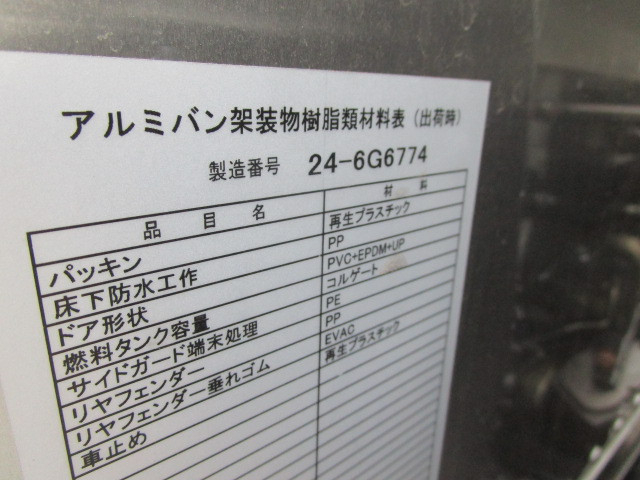 アルミバン架装物樹脂類材料表（出荷時）
製造番号 24-6G6774
品目名 材料
パッキン 再生プラスチック
床下防水工作 PP
ドア形状 PVC+EPDM+UP
燃料タンク容量 コルゲート
サイドガード端末処理 PE
リヤフェンダー PP
リヤフェンダー垂れゴム EVAC
車止め 再生プラスチック